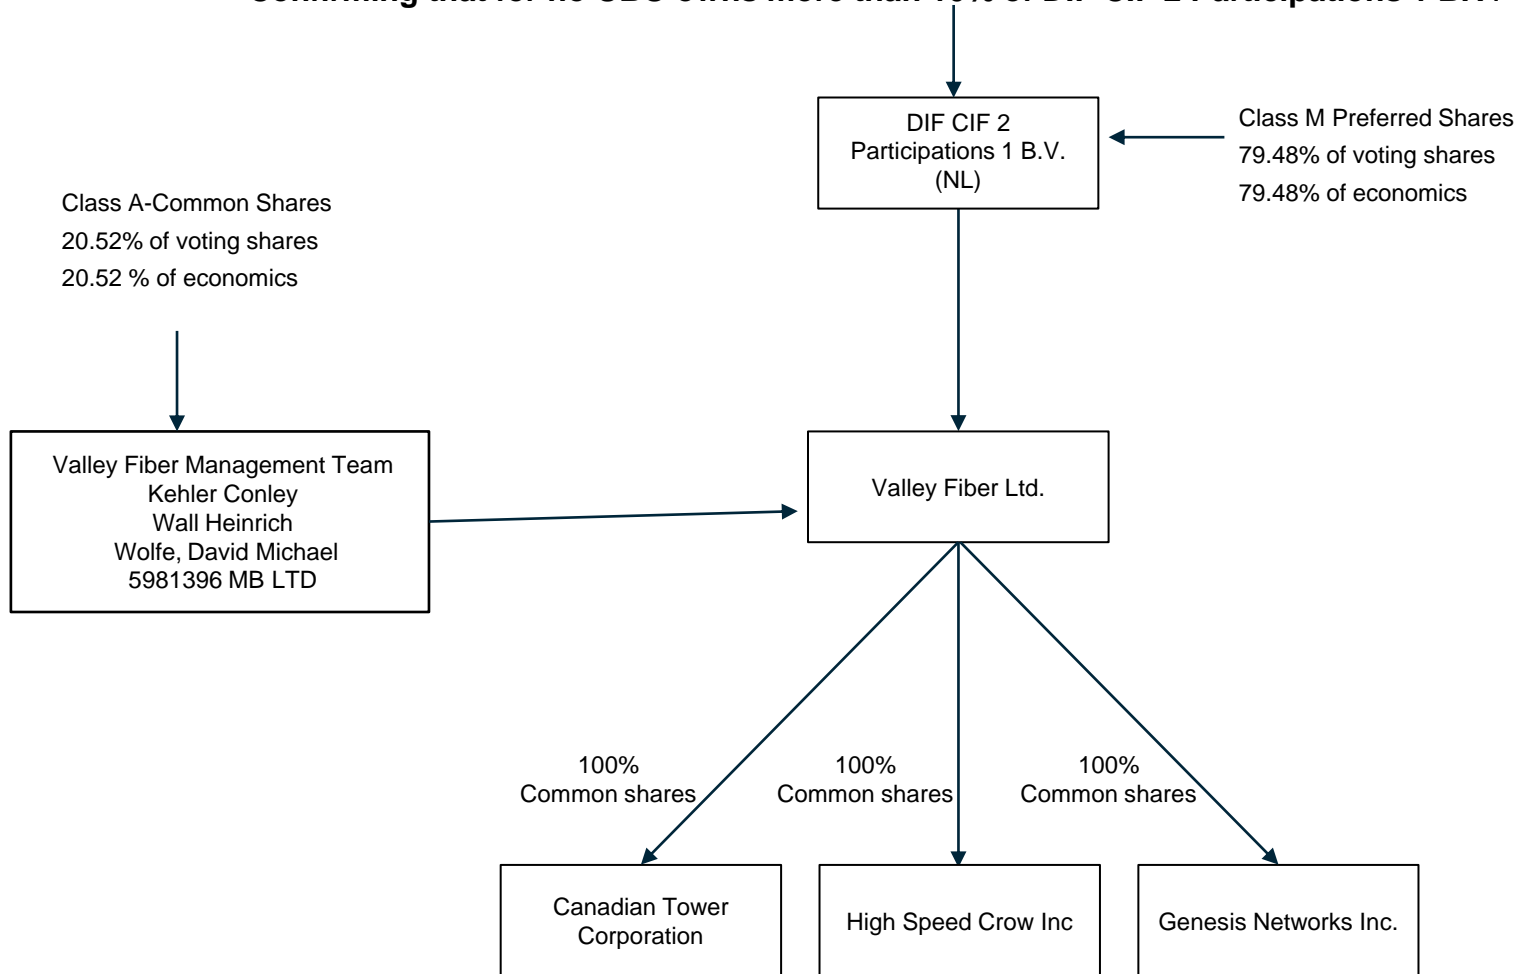 DIF CIF 2
Participations 1 B.V.
(NL)
Class M Preferred Shares
79.48% of voting shares
79.48% of economics
Class A-Common Shares
20.52% of voting shares
20.52 % of economics
Valley Fiber Management Team
Kehler Conley
Wall Heinrich
Wolfe, David Michael
5981396 MB LTD
Valley Fiber Ltd.
100%
Common shares
100%
Common shares
100%
Common shares
Canadian Tower
Corporation
High Speed Crow Inc
Genesis Networks Inc.